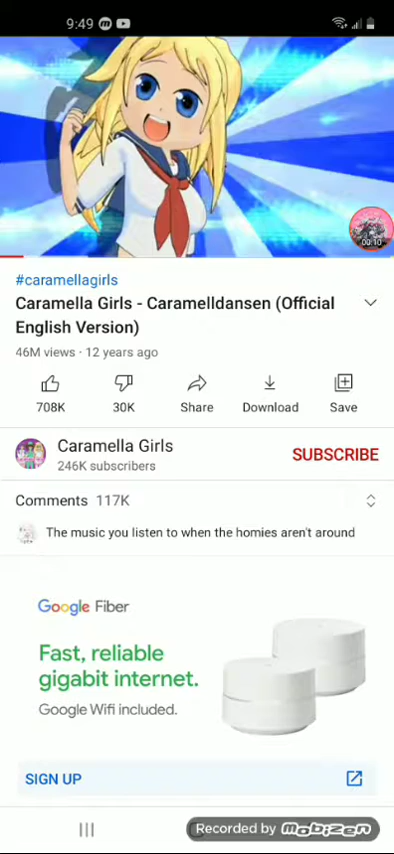 9:49
00:10
#caramellagirls
Caramella Girls - Caramelldansen (Official
English Version)
46M views · 12 years ago
708K
30K
Share
Download
Save
Caramella Girls
246K subscribers
SUBSCRIBE
Comments 117K
The music you listen to when the homies aren't around
Google Fiber
Fast, reliable
gigabit internet.
Google Wifi included.
SIGN UP
Recorded by mobizen